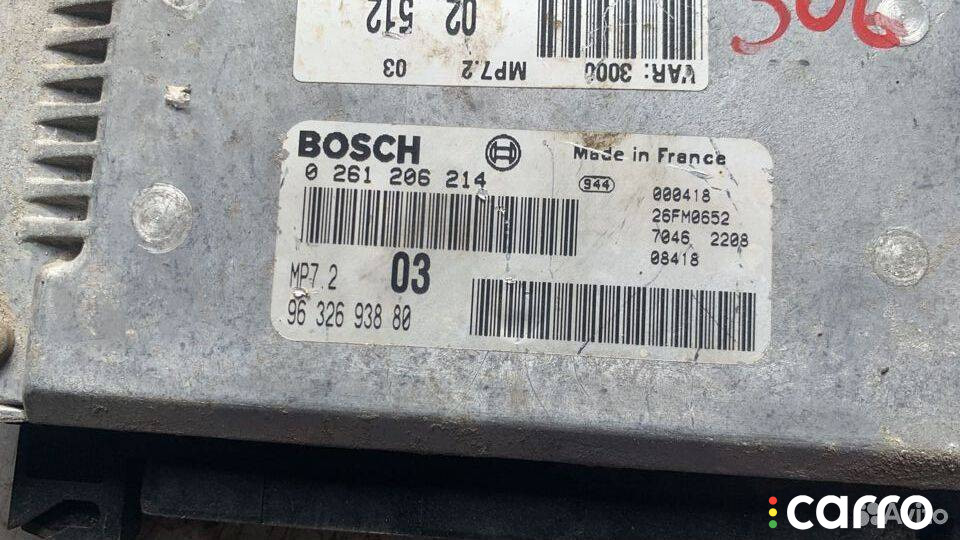 512
02
306
VAR: 3000
MP7.2
03
BOSCH
Made in France
0 261 206 214
944
000418
26FM0652
7046 2208
08418
MP7.2
03
96 326 938 80
carro
Avito